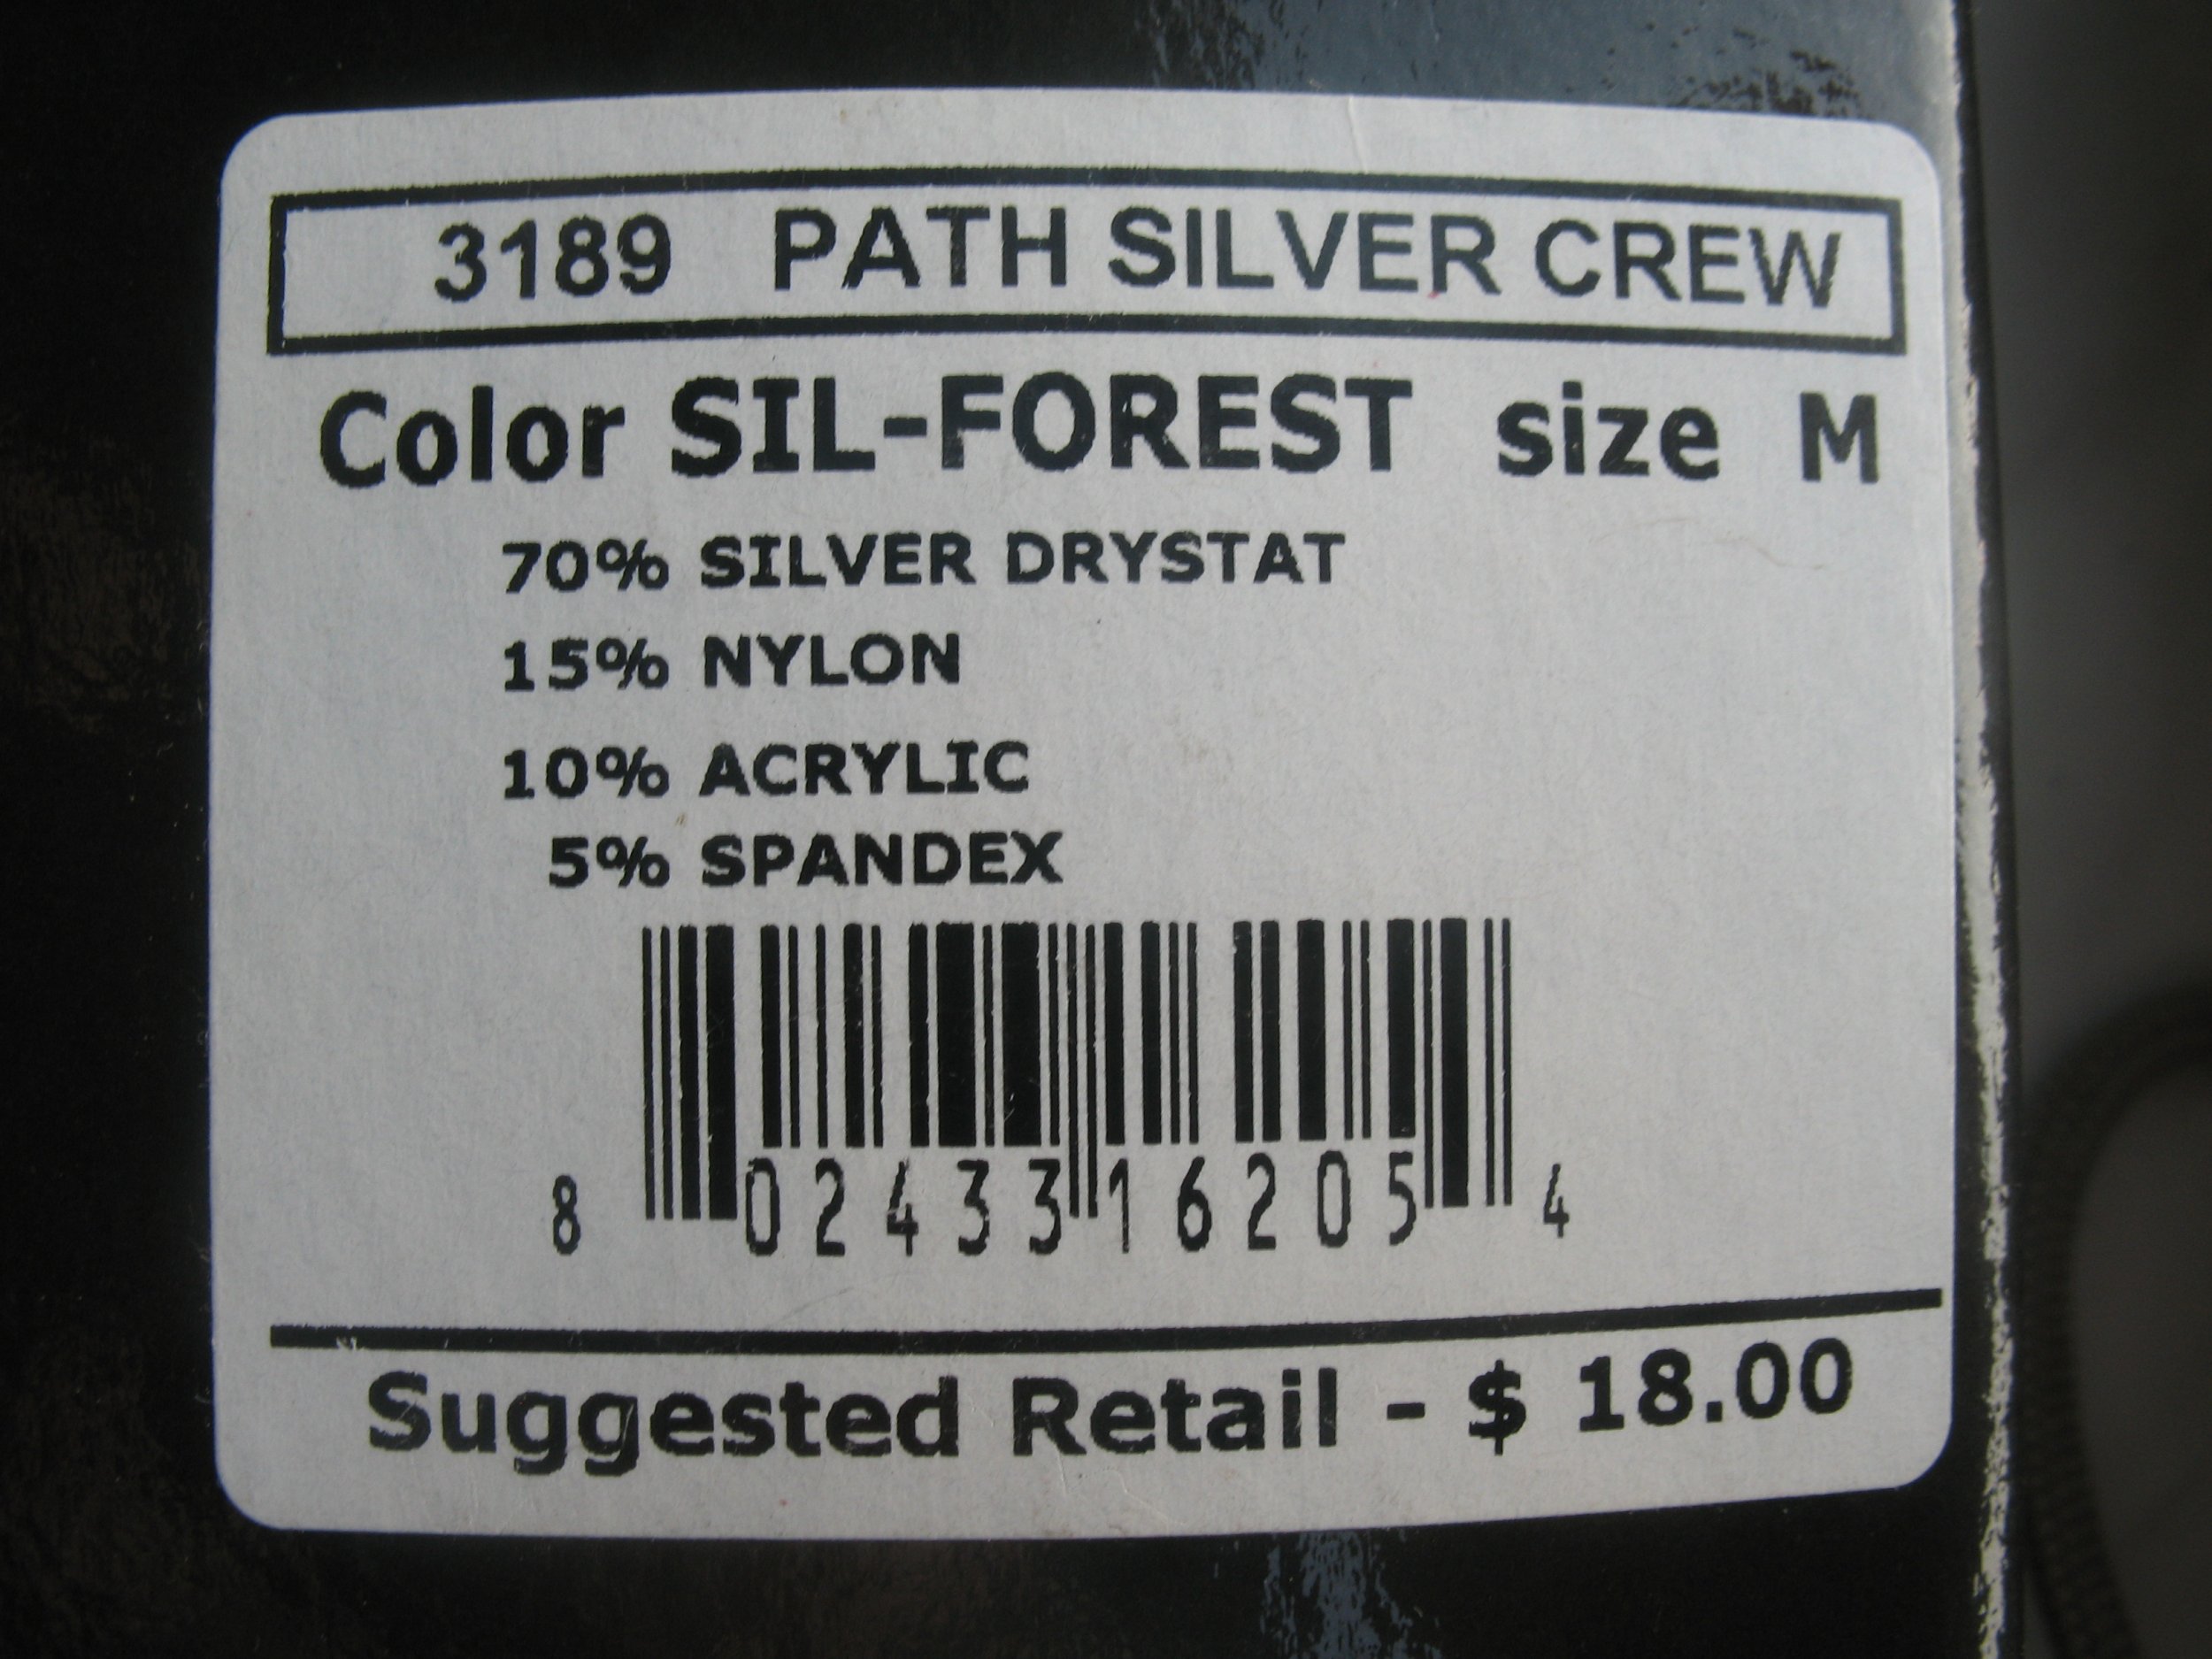 3189 PATH SILVER CREW
Color SIL-FOREST size M
70% SILVER DRYSTAT
15% NYLON
10% ACRYLIC
5% SPANDEX
8 02433 16205 4
Suggested Retail - $ 18.00